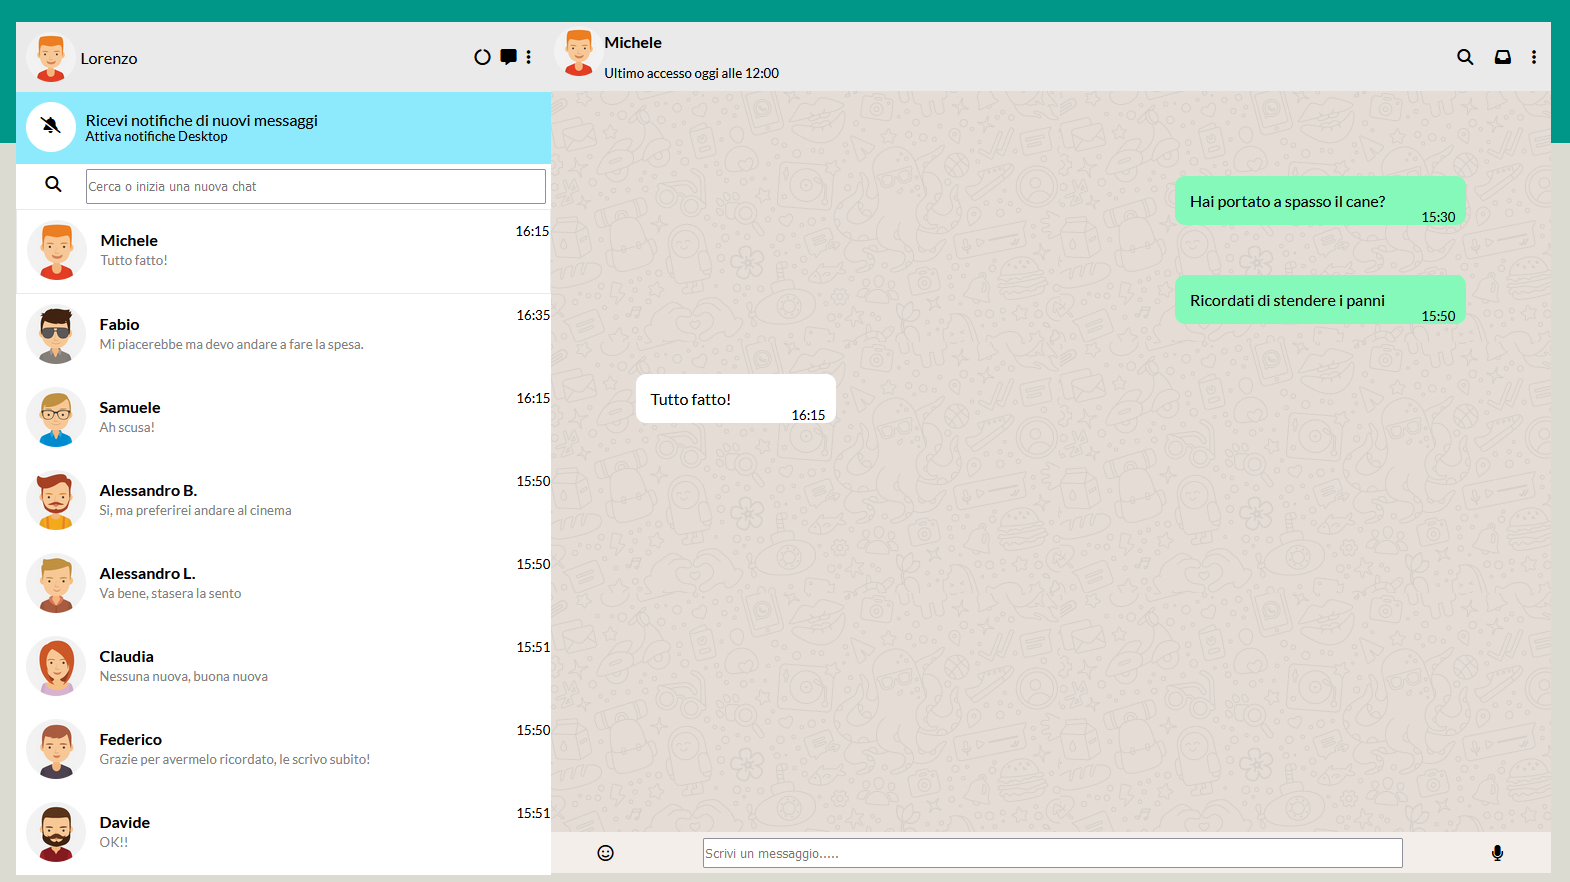 Lorenzo
Ricevi notifiche di nuovi messaggi
Attiva notifiche Desktop
Cerca o inizia una nuova chat
Michele
16:15
Tutto fatto!
Fabio
16:35
Mi piacerebbe ma devo andare a fare la spesa.
Samuele
16:15
Ah scusa!
Alessandro B.
15:50
Si, ma preferirei andare al cinema
Alessandro L.
15:50
Va bene, stasera la sento
Claudia
15:51
Nessuna nuova, buona nuova
Federico
15:50
Grazie per avermelo ricordato, le scrivo subito!
Davide
15:51
OK!!
Michele
Ultimo accesso oggi alle 12:00
Hai portato a spasso il cane?
15:30
Ricordati di stendere i panni
15:50
Tutto fatto!
16:15
Scrivi un messaggio.....